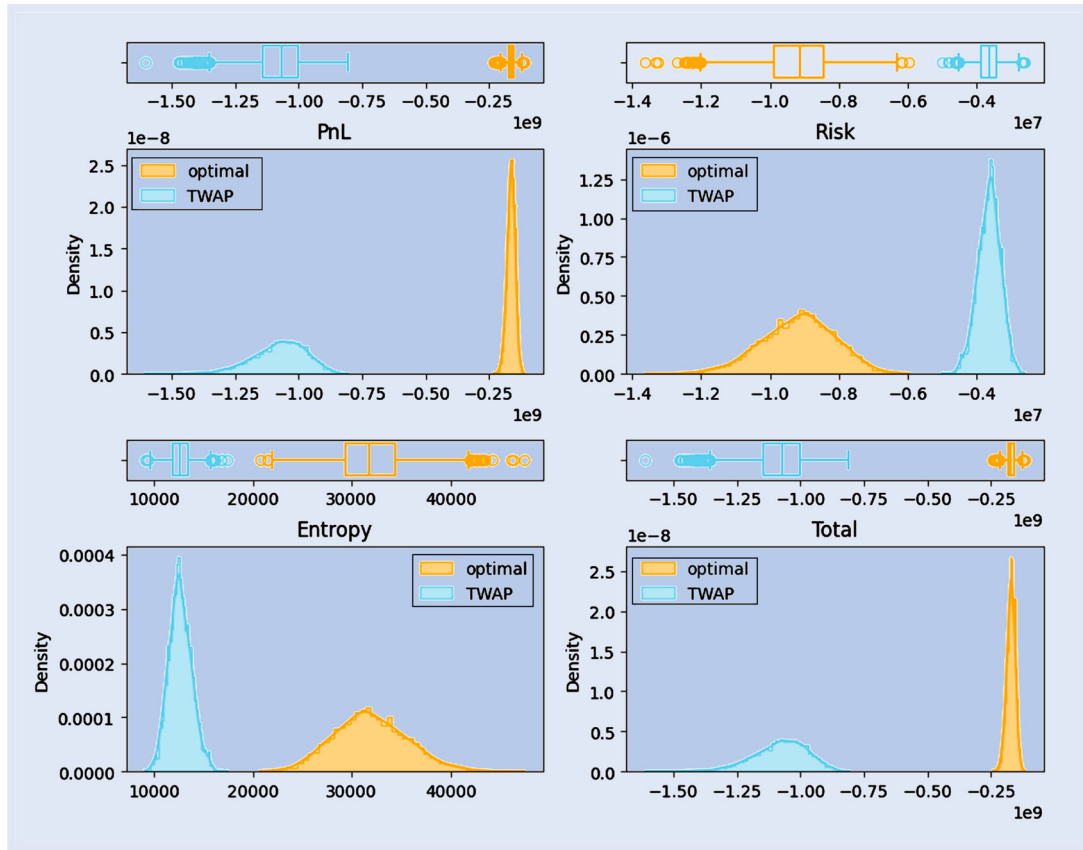 −1.50 −1.25 −1.00 −0.75 −0.50 −0.25
1e9
−1.4 −1.2 −1.0 −0.8 −0.6 −0.4
1e7
PnL
1e−8
optimal
TWAP
Density
2.5
2.0
1.5
1.0
0.5
0.0
−1.50 −1.25 −1.00 −0.75 −0.50 −0.25
1e9
Risk
1e−6
optimal
TWAP
Density
1.25
1.00
0.75
0.50
0.25
0.00
−1.4 −1.2 −1.0 −0.8 −0.6 −0.4
1e7
10000 20000 30000 40000
−1.50 −1.25 −1.00 −0.75 −0.50 −0.25
1e9
Entropy
optimal
TWAP
Density
0.0004
0.0003
0.0002
0.0001
0.0000
10000 20000 30000 40000
Total
1e−8
optimal
TWAP
Density
2.5
2.0
1.5
1.0
0.5
0.0
−1.50 −1.25 −1.00 −0.75 −0.50 −0.25
1e9